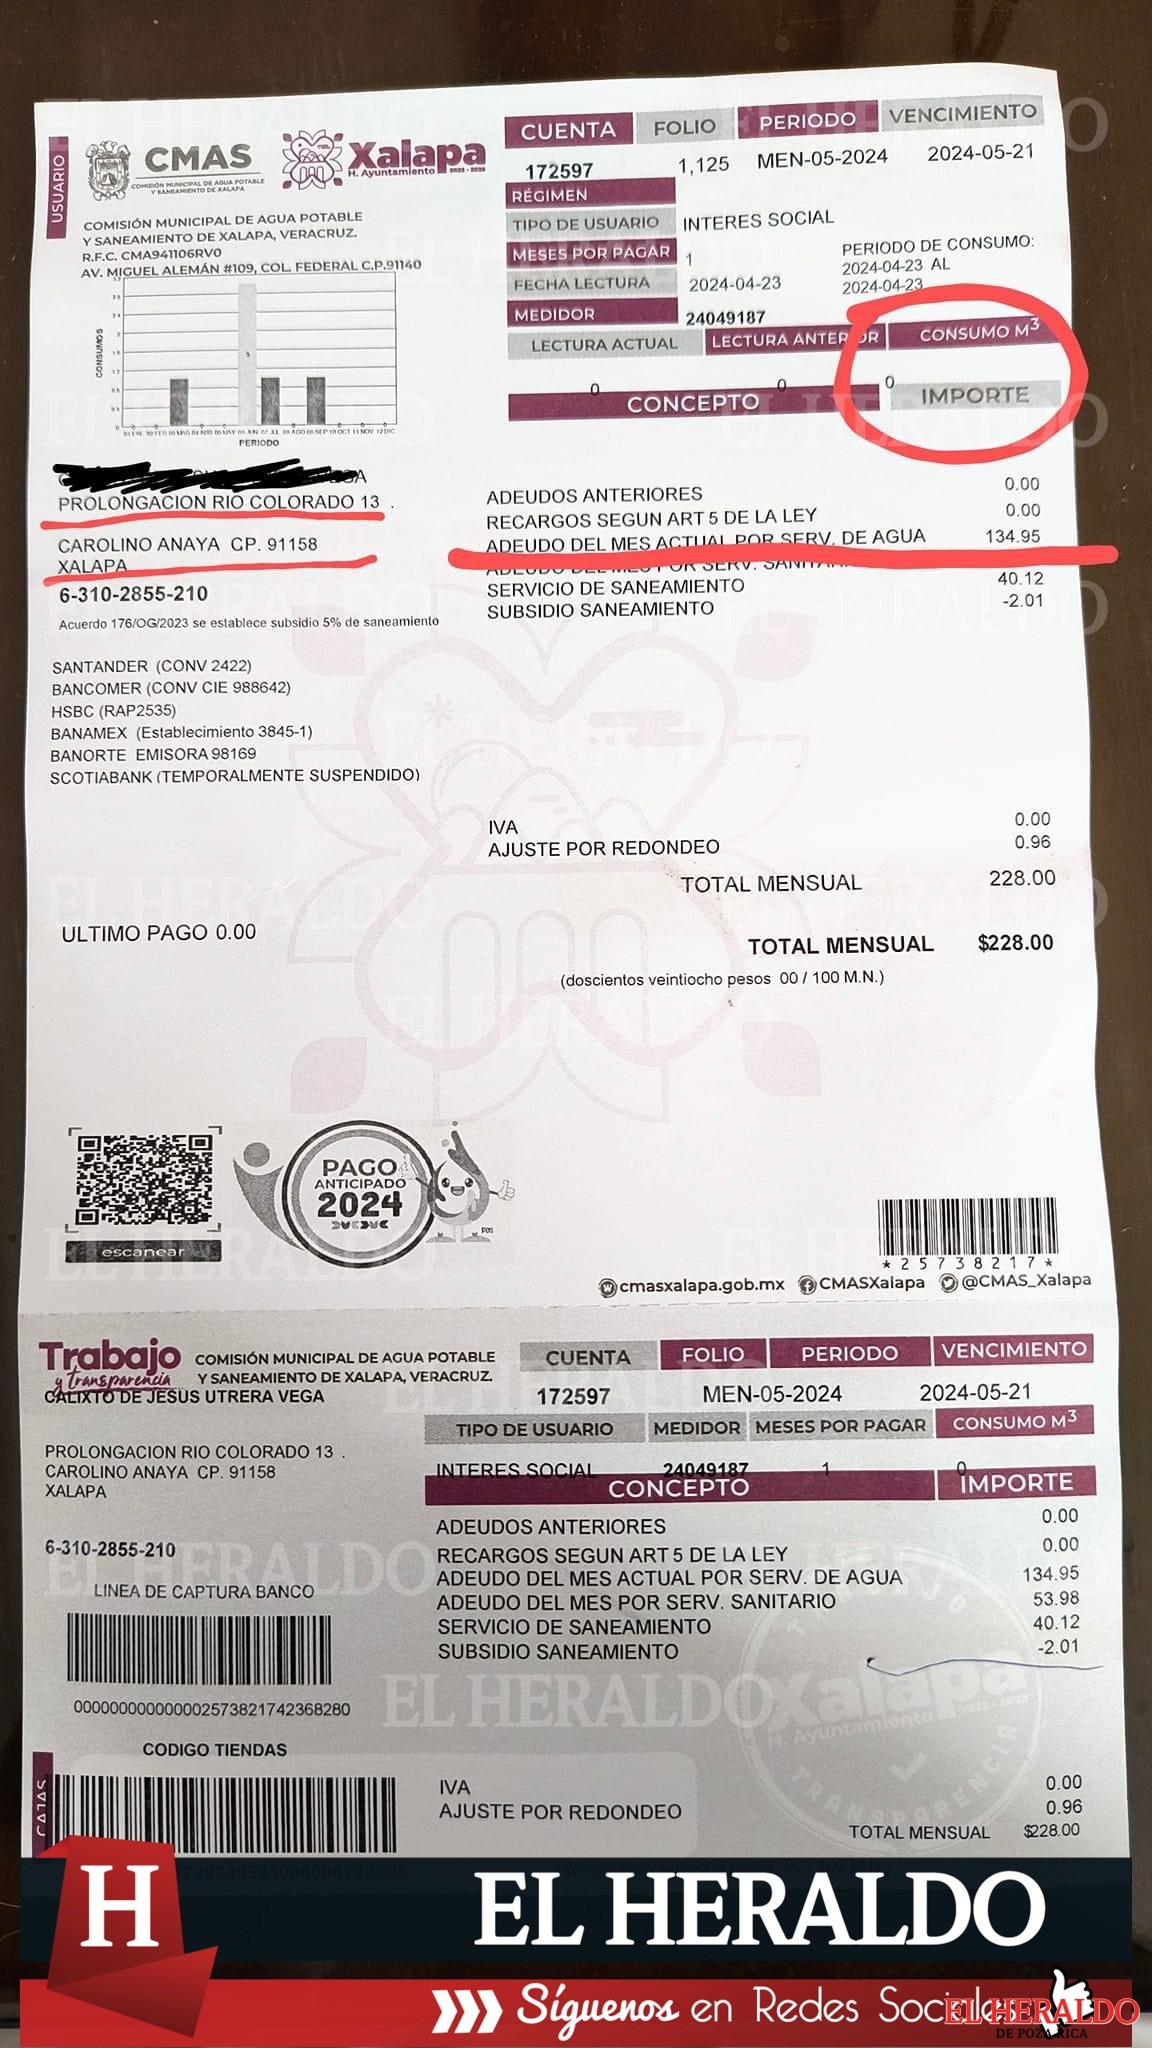 USUARIO
CMAS
COMISIÓN MUNICIPAL DE AGUA POTABLE
Y SANEAMIENTO DE XALAPA
Xalapa
H. Ayuntamiento
COMISIÓN MUNICIPAL DE AGUA POTABLE
Y SANEAMIENTO DE XALAPA, VERACRUZ.
R.F.C. CMA941106RV0
AV. MIGUEL ALEMÁN #109, COL. FEDERAL C.P.91140
CUENTA FOLIO PERIODO VENCIMIENTO
172597 1,125 MEN-05-2024 2024-05-21
RÉGIMEN
TIPO DE USUARIO INTERES SOCIAL
MESES POR PAGAR 1
FECHA LECTURA 2024-04-23
MEDIDOR 24049187
PERIODO DE CONSUMO:
2024-04-23 AL
2024-04-23
LECTURA ACTUAL LECTURA ANTERIOR CONSUMO M³
0 0 0
CONCEPTO IMPORTE
CONSUMOS
PERIODO
PROLONGACION RIO COLORADO 13 .
CAROLINO ANAYA CP. 91158
XALAPA
6-310-2855-210
Acuerdo 176/OG/2023 se establece subsidio 5% de saneamiento
ADEUDOS ANTERIORES 0.00
RECARGOS SEGUN ART 5 DE LA LEY 0.00
ADEUDO DEL MES ACTUAL POR SERV. DE AGUA 134.95
ADEUDO DEL MES POR SERV.
SERVICIO DE SANEAMIENTO 40.12
SUBSIDIO SANEAMIENTO -2.01
SANTANDER (CONV 2422)
BANCOMER (CONV CIE 988642)
HSBC (RAP2535)
BANAMEX (Establecimiento 3845-1)
BANORTE EMISORA 98169
SCOTIABANK (TEMPORALMENTE SUSPENDIDO)
IVA 0.00
AJUSTE POR REDONDEO 0.96
TOTAL MENSUAL 228.00
ULTIMO PAGO 0.00
TOTAL MENSUAL $228.00
(doscientos veintiocho pesos 00 / 100 M.N.)
escanear
PAGO
ANTICIPADO
2024
*25738217*
cmasxalapa.gob.mx CMASXalapa @CMAS_Xalapa
Trabajo
y transparencia
COMISIÓN MUNICIPAL DE AGUA POTABLE
Y SANEAMIENTO DE XALAPA, VERACRUZ.
CALIXTO DE JESUS UTRERA VEGA
CUENTA FOLIO PERIODO VENCIMIENTO
172597 MEN-05-2024 2024-05-21
TIPO DE USUARIO MEDIDOR MESES POR PAGAR CONSUMO M³
INTERES SOCIAL 24049187 1 0
CONCEPTO IMPORTE
PROLONGACION RIO COLORADO 13 .
CAROLINO ANAYA CP. 91158
XALAPA
6-310-2855-210
LINEA DE CAPTURA BANCO
00000000000000257382174236​8280
CODIGO TIENDAS
CAJAS
ADEUDOS ANTERIORES 0.00
RECARGOS SEGUN ART 5 DE LA LEY 0.00
ADEUDO DEL MES ACTUAL POR SERV. DE AGUA 134.95
ADEUDO DEL MES POR SERV. SANITARIO 53.98
SERVICIO DE SANEAMIENTO 40.12
SUBSIDIO SANEAMIENTO -2.01
Xalapa
H. Ayuntamiento
TRANSPARENCIA
IVA 0.00
AJUSTE POR REDONDEO 0.96
TOTAL MENSUAL $228.00
EL HERALDO
H EL HERALDO
Síguenos en Redes Sociales
EL HERALDO
DE POZA RICA